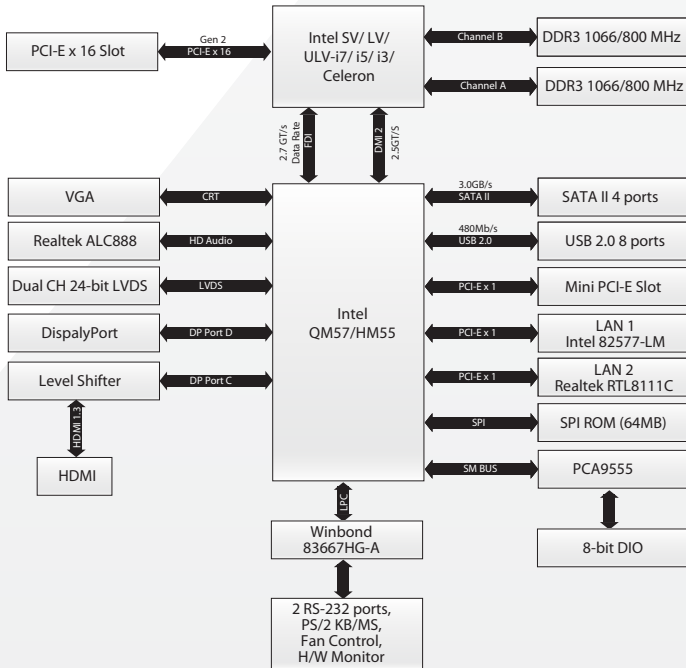 PCI-E x 16 Slot
Gen 2
PCI-E x 16
Intel SV/ LV/
ULV-i7/ i5/ i3/
Celeron
Channel B
DDR3 1066/800 MHz
Channel A
DDR3 1066/800 MHz
2.7 GT/s
Data Rate
FDI
DMI 2
2.5GT/S
VGA
CRT
Realtek ALC888
HD Audio
Dual CH 24-bit LVDS
LVDS
DispalyPort
DP Port D
Level Shifter
DP Port C
HDMI 1.3
HDMI
Intel
QM57/HM55
3.0GB/s
SATA II
SATA II 4 ports
480Mb/s
USB 2.0
USB 2.0 8 ports
PCI-E x 1
Mini PCI-E Slot
PCI-E x 1
LAN 1
Intel 82577-LM
PCI-E x 1
LAN 2
Realtek RTL8111C
SPI
SPI ROM (64MB)
SM BUS
PCA9555
8-bit DIO
LPC
Winbond
83667HG-A
2 RS-232 ports,
PS/2 KB/MS,
Fan Control,
H/W Monitor